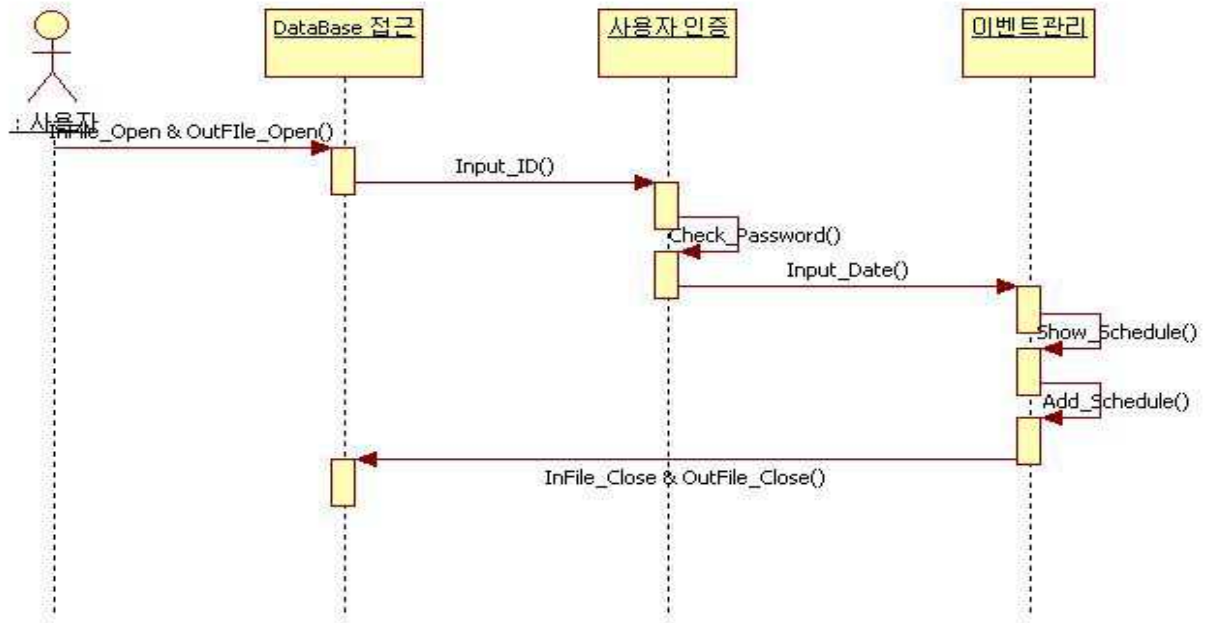 DataBase 접근
사용자 인증
이벤트관리
: 사용자
InFile_Open & OutFIle_Open()
Input_ID()
Check_Password()
Input_Date()
Show_Schedule()
Add_Schedule()
InFile_Close & OutFile_Close()